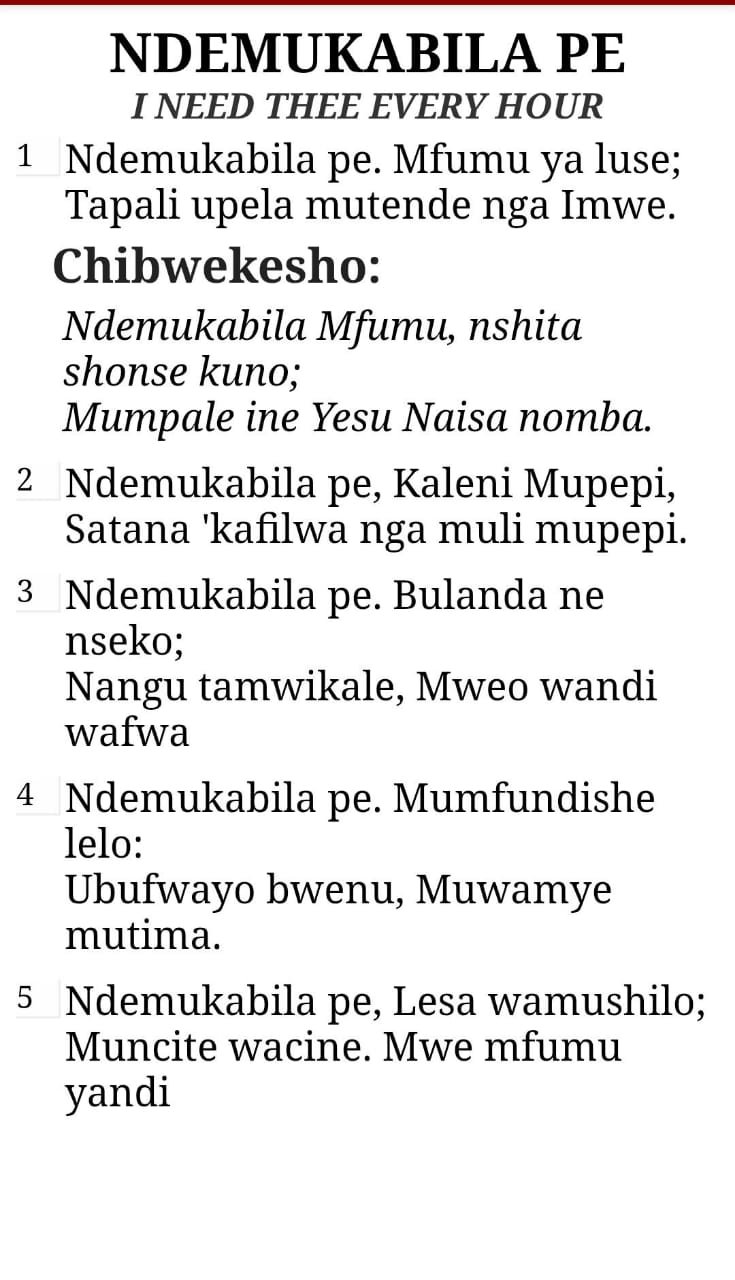 NDEMUKABILA PE
I NEED THEE EVERY HOUR
1 Ndemukabila pe. Mfumu ya luse;
Tapali upela mutende nga Imwe.
Chibwekesho:
Ndemukabila Mfumu, nshita
shonse kuno;
Mumpale ine Yesu Naisa nomba.
2 Ndemukabila pe, Kaleni Mupepi,
Satana 'kafilwa nga muli mupepi.
3 Ndemukabila pe. Bulanda ne
nseko;
Nangu tamwikale, Mweo wandi
wafwa
4 Ndemukabila pe. Mumfundishe
lelo:
Ubufwayo bwenu, Muwamye
mutima.
5 Ndemukabila pe, Lesa wamushilo;
Muncite wacine. Mwe mfumu
yandi